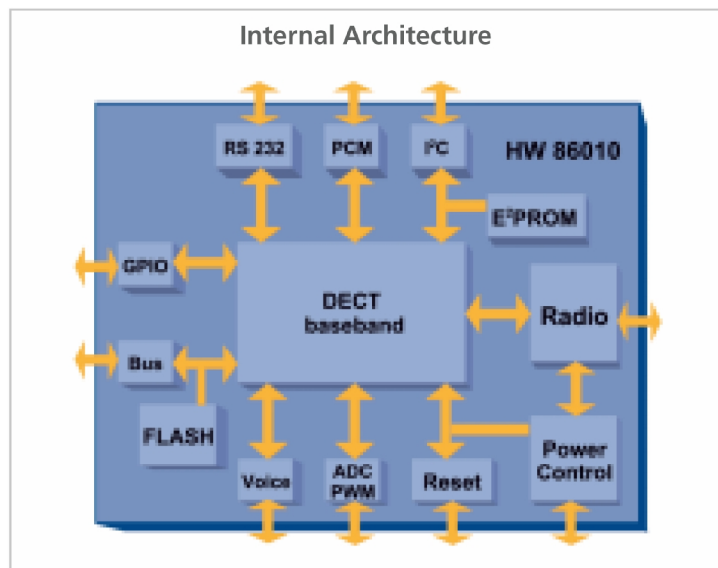 Internal Architecture
RS 232
PCM
I²C
HW 86010
E²PROM
GPIO
DECT
baseband
Radio
Bus
FLASH
Voice
ADC
PWM
Reset
Power
Control